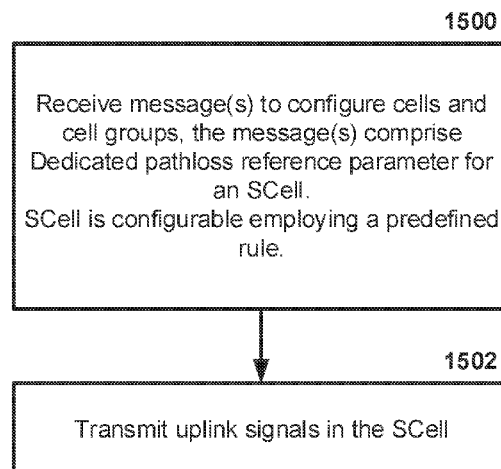 1500
Receive message(s) to configure cells and
cell groups, the message(s) comprise
Dedicated pathloss reference parameter for
an SCell.
SCell is configurable employing a predefined
rule.
1502
Transmit uplink signals in the SCell